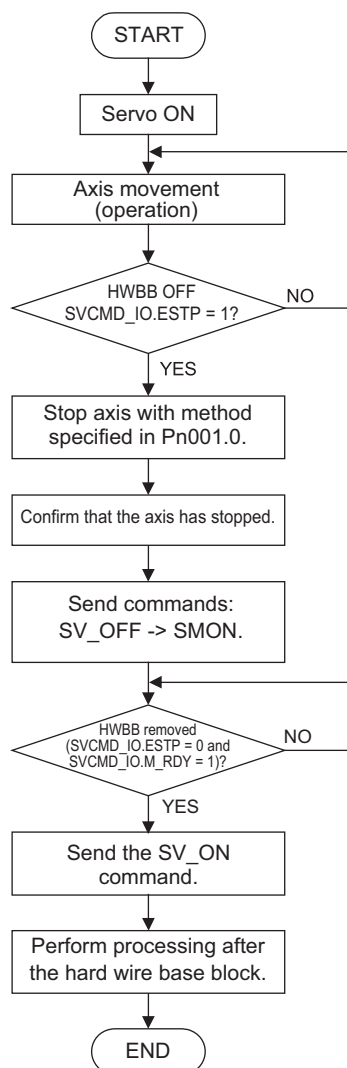 START
Servo ON
Axis movement
(operation)
HWBB OFF
SVCMD_IO.ESTP = 1?
NO
YES
Stop axis with method
specified in Pn001.0.
Confirm that the axis has stopped.
Send commands:
SV_OFF -> SMON.
HWBB removed
(SVCMD_IO.ESTP = 0 and
SVCMD_IO.M_RDY = 1)?
NO
YES
Send the SV_ON
command.
Perform processing after
the hard wire base block.
END